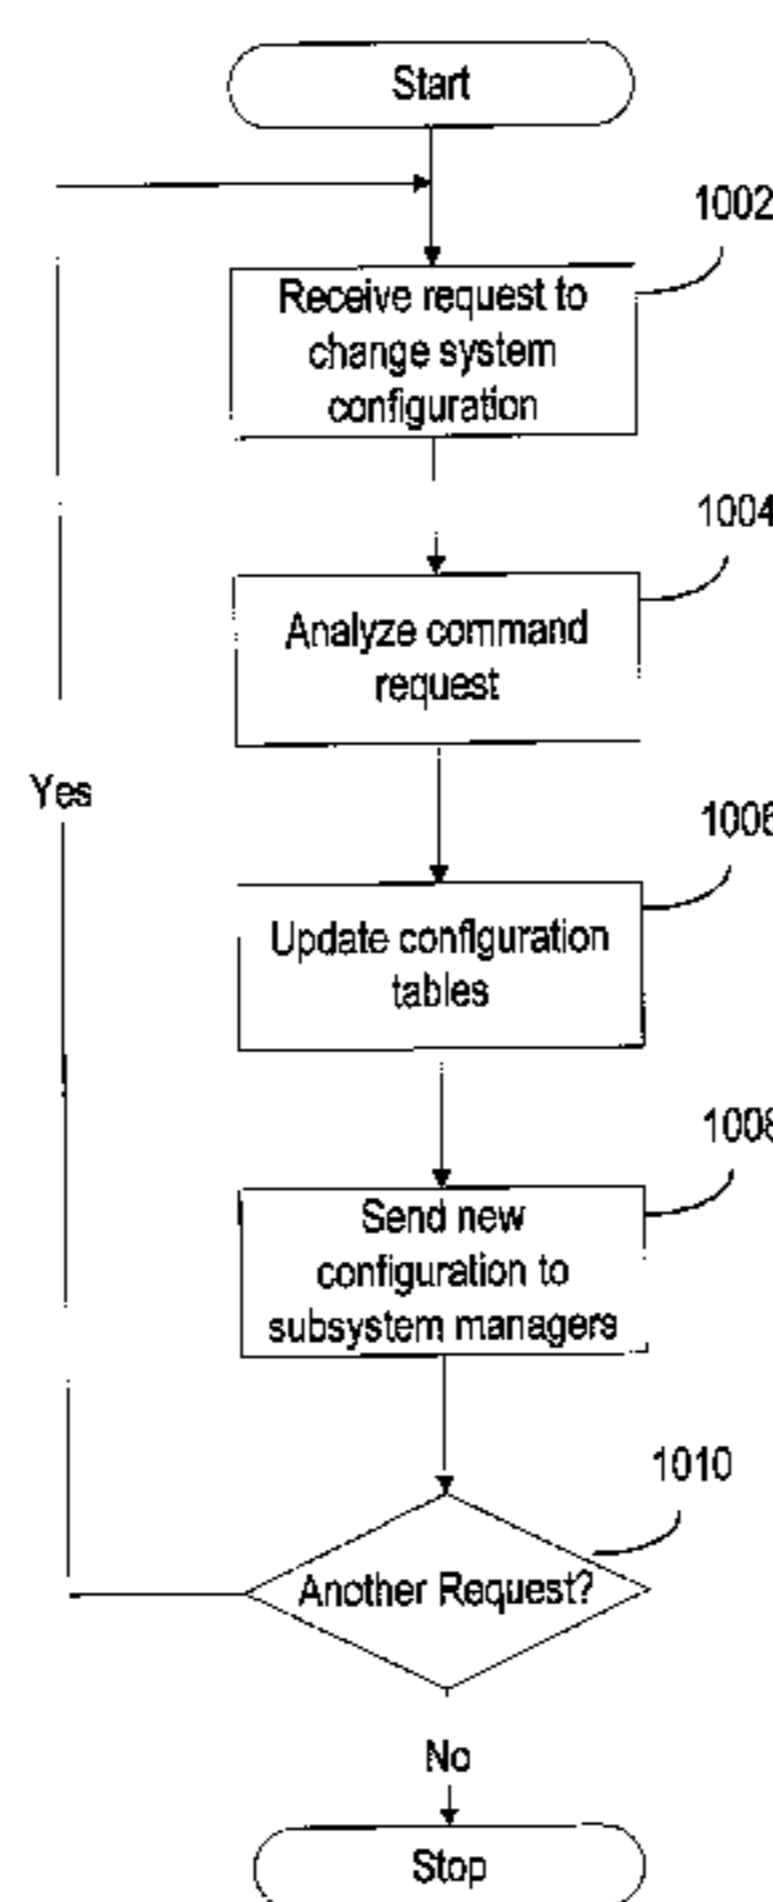 Start
1002
Receive request to
change system
configuration
1004
Analyze command
request
Yes
1006
Update configuration
tables
1008
Send new
configuration to
subsystem managers
1010
Another Request?
No
Stop